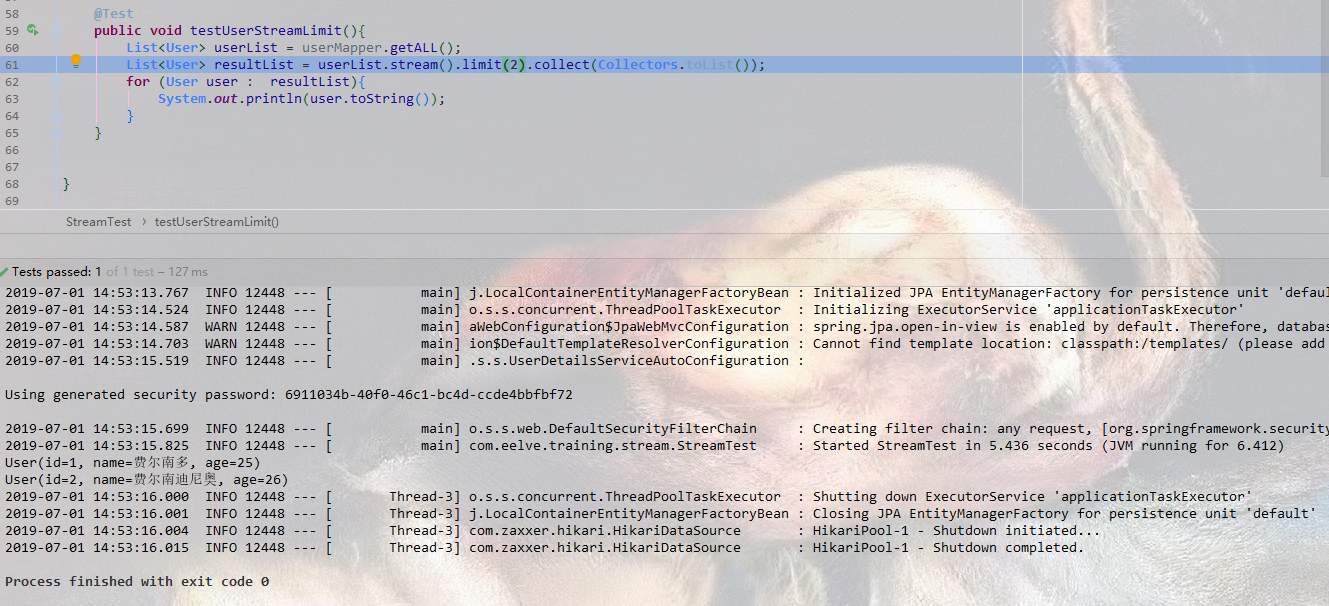 58 @Test
59 public void testUserStreamLimit(){
60 List<User> userList = userMapper.getALL();
61 List<User> resultList = userList.stream().limit(2).collect(Collectors.toList());
62 for (User user :  resultList){
63 System.out.println(user.toString());
64 }
65 }
66
67
68 }
69
StreamTest › testUserStreamLimit()
Tests passed: 1 of 1 test – 127 ms
2019-07-01 14:53:13.767  INFO 12448 --- [           main] j.LocalContainerEntityManagerFactoryBean : Initialized JPA EntityManagerFactory for persistence unit 'defaul
2019-07-01 14:53:14.524  INFO 12448 --- [           main] o.s.s.concurrent.ThreadPoolTaskExecutor  : Initializing ExecutorService 'applicationTaskExecutor'
2019-07-01 14:53:14.587  WARN 12448 --- [           main] aWebConfiguration$JpaWebMvcConfiguration : spring.jpa.open-in-view is enabled by default. Therefore, databas
2019-07-01 14:53:14.703  WARN 12448 --- [           main] ion$DefaultTemplateResolverConfiguration : Cannot find template location: classpath:/templates/ (please add
2019-07-01 14:53:15.519  INFO 12448 --- [           main] .s.s.UserDetailsServiceAutoConfiguration :
Using generated security password: 6911034b-40f0-46c1-bc4d-ccde4bbfbf72
2019-07-01 14:53:15.699  INFO 12448 --- [           main] o.s.s.web.DefaultSecurityFilterChain     : Creating filter chain: any request, [org.springframework.security
2019-07-01 14:53:15.825  INFO 12448 --- [           main] com.eelve.training.stream.StreamTest     : Started StreamTest in 5.436 seconds (JVM running for 6.412)
User(id=1, name=费尔南多, age=25)
User(id=2, name=费尔南迪尼奥, age=26)
2019-07-01 14:53:16.000  INFO 12448 --- [       Thread-3] o.s.s.concurrent.ThreadPoolTaskExecutor  : Shutting down ExecutorService 'applicationTaskExecutor'
2019-07-01 14:53:16.001  INFO 12448 --- [       Thread-3] j.LocalContainerEntityManagerFactoryBean : Closing JPA EntityManagerFactory for persistence unit 'default'
2019-07-01 14:53:16.004  INFO 12448 --- [       Thread-3] com.zaxxer.hikari.HikariDataSource       : HikariPool-1 - Shutdown initiated...
2019-07-01 14:53:16.015  INFO 12448 --- [       Thread-3] com.zaxxer.hikari.HikariDataSource       : HikariPool-1 - Shutdown completed.
Process finished with exit code 0